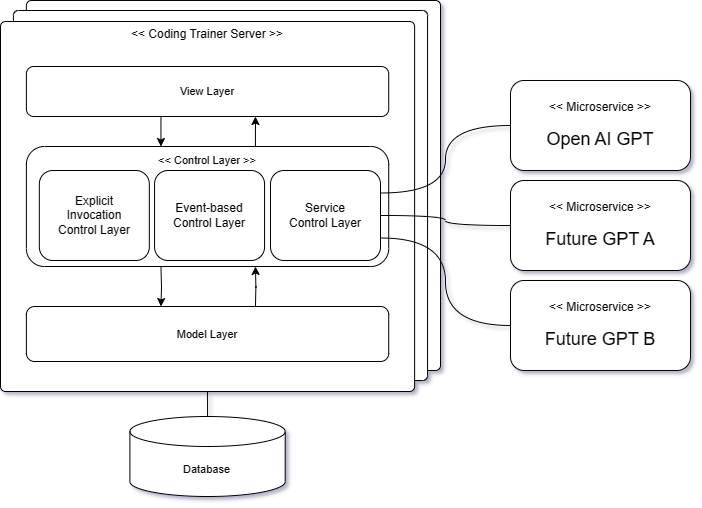 << Coding Trainer Server >>
View Layer
<< Control Layer >>
Explicit
Invocation
Control Layer
Event-based
Control Layer
Service
Control Layer
Model Layer
Database
<< Microservice >>
Open AI GPT
<< Microservice >>
Future GPT A
<< Microservice >>
Future GPT B